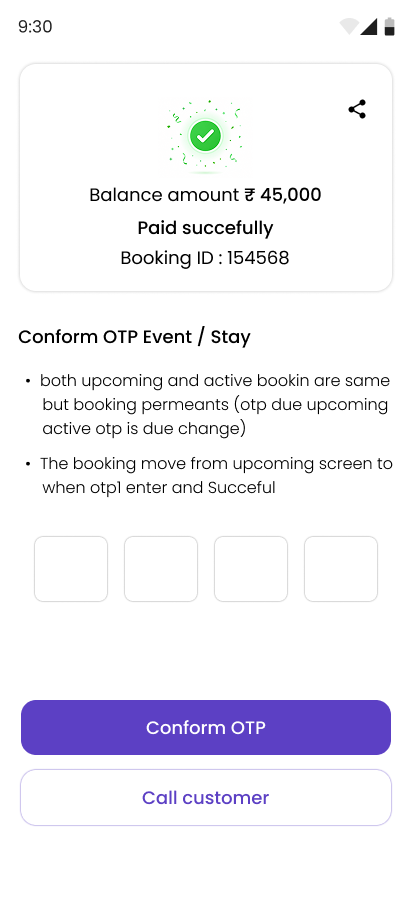 9:30
Balance amount ₹ 45,000
Paid succefully
Booking ID : 154568
Conform OTP Event / Stay
• both upcoming and active bookin are same
but booking permeants (otp due upcoming
active otp is due change)
• The booking move from upcoming screen to
when otp1 enter and Succeful
Conform OTP
Call customer